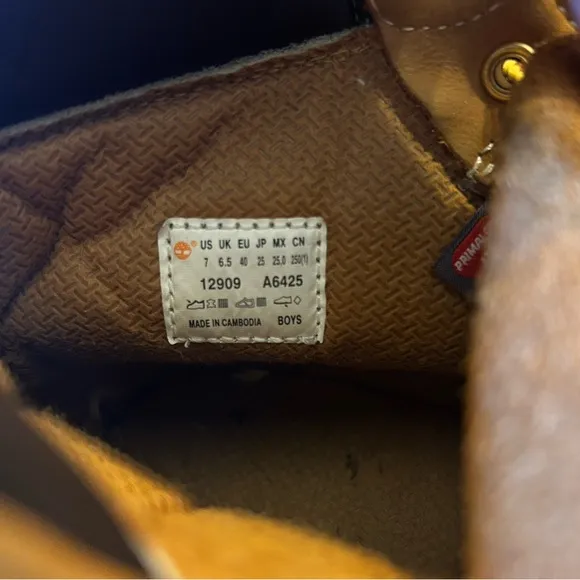 US UK EU JP MX CN
7 6.5 40 25 25,0 250(1)
12909 A6425
MADE IN CAMBODIA BOYS